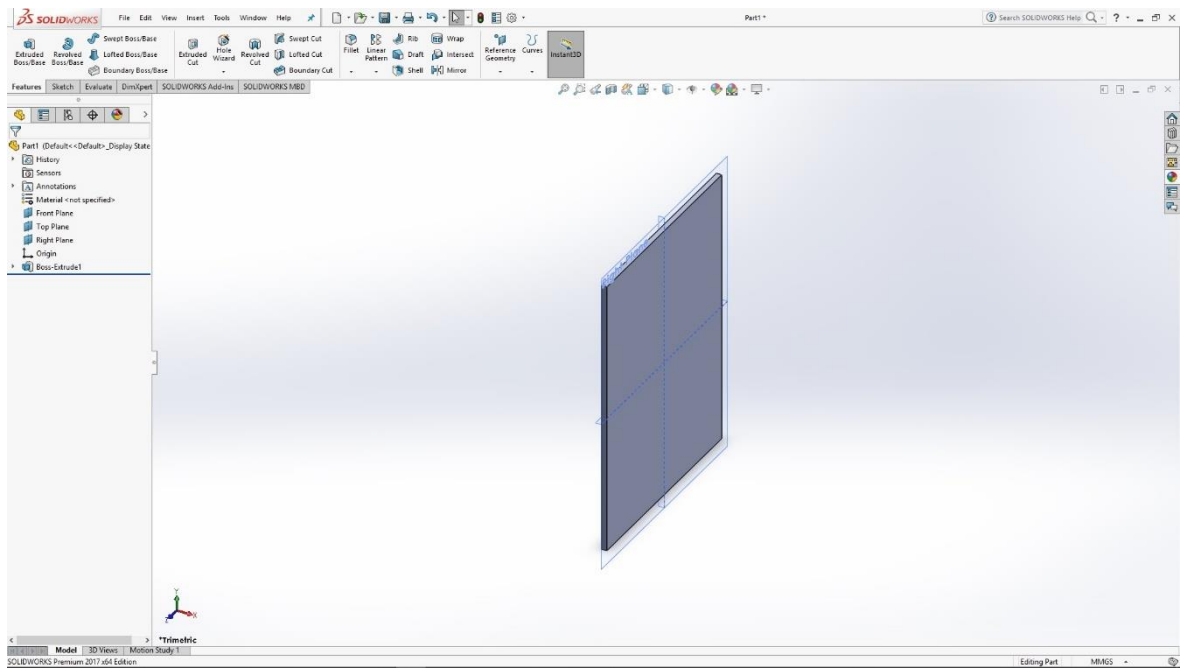 SOLIDWORKS File Edit View Insert Tools Window Help Part1 * Search SOLIDWORKS Help
Extruded Boss/Base
Revolved Boss/Base
Swept Boss/Base
Lofted Boss/Base
Boundary Boss/Base
Extruded Cut
Hole Wizard
Revolved Cut
Swept Cut
Lofted Cut
Boundary Cut
Fillet
Linear Pattern
Rib
Draft
Shell
Wrap
Intersect
Mirror
Reference Geometry
Curves
Instant3D
Features Sketch Evaluate DimXpert SOLIDWORKS Add-Ins SOLIDWORKS MBD
Part1 (Default<<Default>_Display State
History
Sensors
Annotations
Material <not specified>
Front Plane
Top Plane
Right Plane
Origin
Boss-Extrude1
Right Plane
Y
X
Z
*Trimetric
Model 3D Views Motion Study 1
SOLIDWORKS Premium 2017 x64 Edition Editing Part MMGS